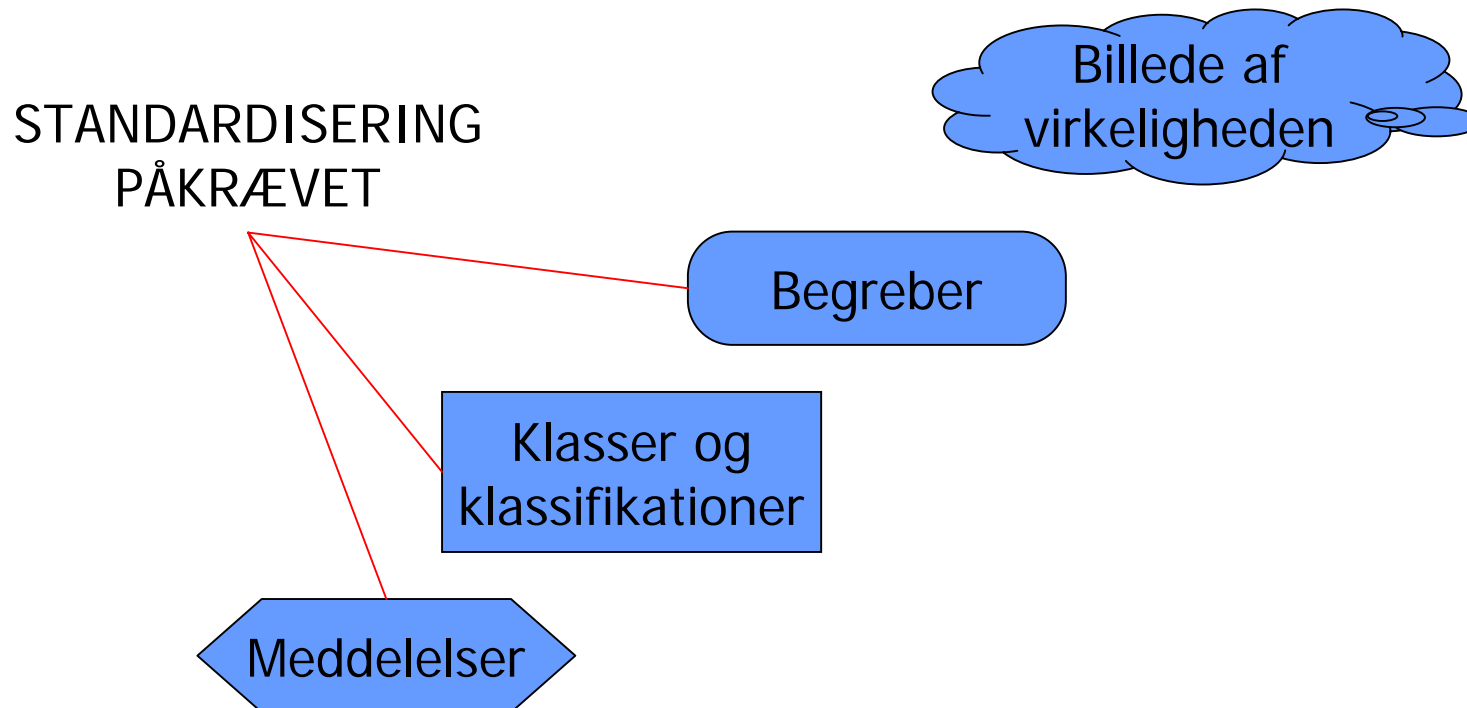 Billede af
virkeligheden
STANDARDISERING
PÅKRÆVET
Begreber
Klasser og
klassifikationer
Meddelelser